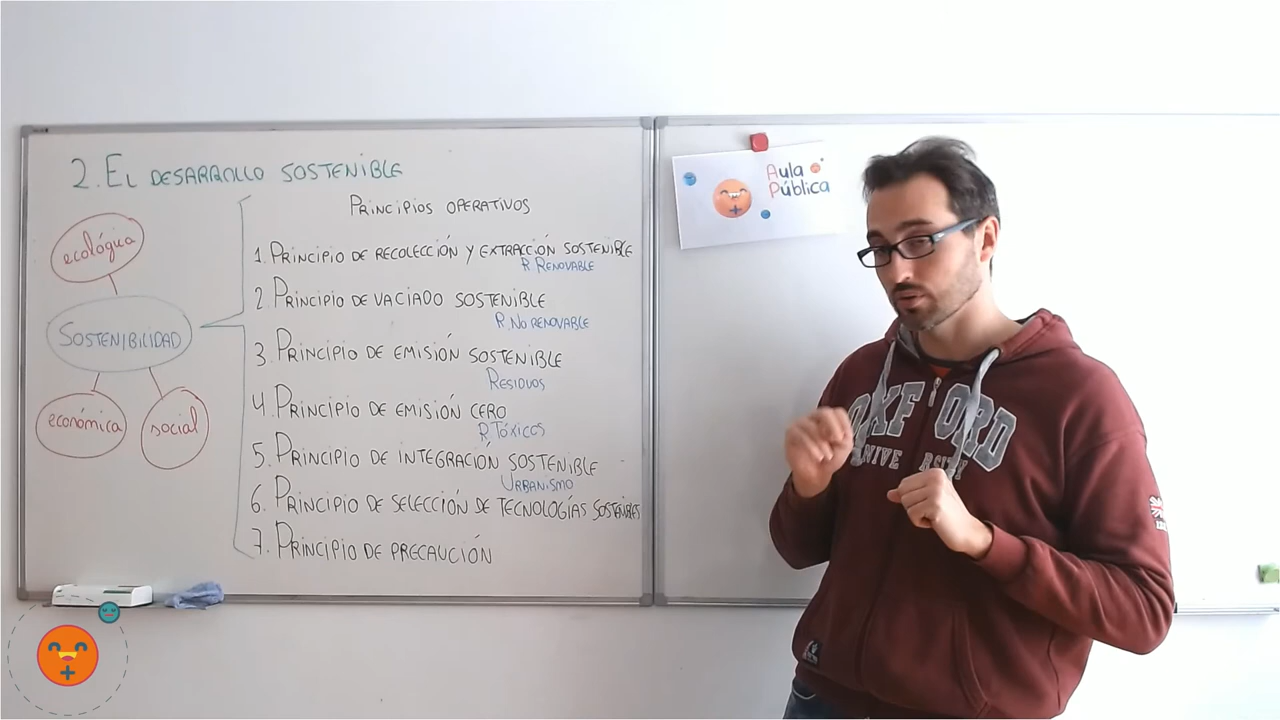 2. EL DESARROLLO SOSTENIBLE
ecológica
SOSTENIBILIDAD
económica
social
PRINCIPIOS OPERATIVOS
1. PRINCIPIO DE RECOLECCIÓN Y EXTRACCIÓN SOSTENIBLE
R. RENOVABLE
2. PRINCIPIO DE VACIADO SOSTENIBLE
R. NO RENOVABLE
3. PRINCIPIO DE EMISIÓN SOSTENIBLE
RESIDUOS
4. PRINCIPIO DE EMISIÓN CERO
R. TÓXICOS
5. PRINCIPIO DE INTEGRACIÓN SOSTENIBLE
URBANISMO
6. PRINCIPIO DE SELECCIÓN DE TECNOLOGÍAS SOSTENIBLES
7. PRINCIPIO DE PRECAUCIÓN
Aula
Pública
OXFORD